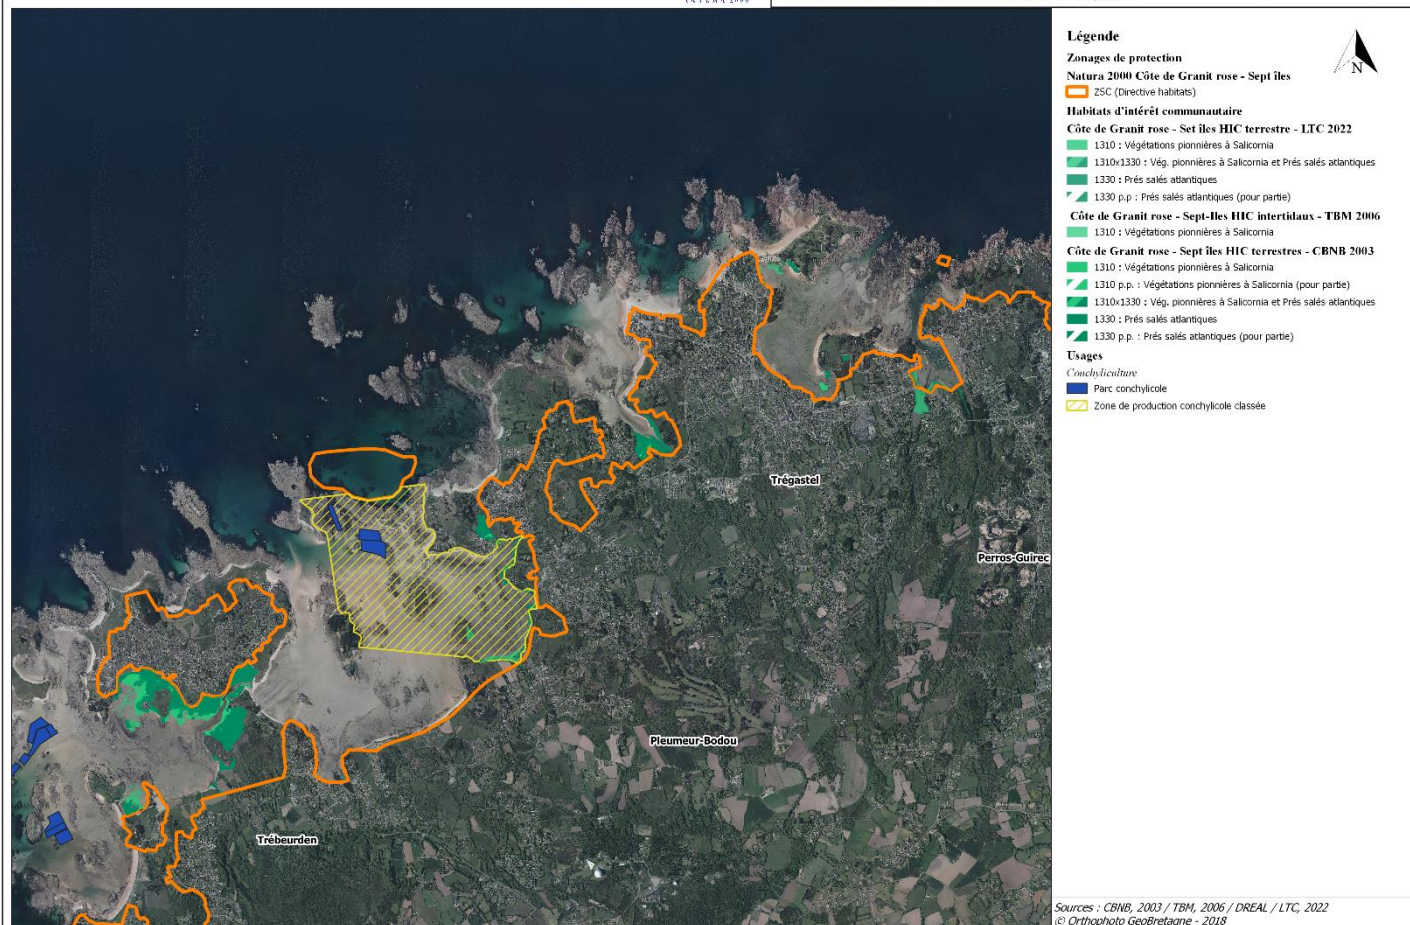 Légende
N
Zonages de protection
Natura 2000 Côte de Granit rose - Sept îles
ZSC (Directive habitats)
Habitats d'intérêt communautaire
Côte de Granit rose - Set îles HIC terrestre - LTC 2022
1310 : Végétations pionnières à Salicornia
1310x1330 : Vég. pionnières à Salicornia et Prés salés atlantiques
1330 : Prés salés atlantiques
1330 p.p : Prés salés atlantiques (pour partie)
Côte de Granit rose - Sept-Iles HIC intertidaux - TBM 2006
1310 : Végétations pionnières à Salicornia
Côte de Granit rose - Sept îles HIC terrestres - CBNB 2003
1310 : Végétations pionnières à Salicornia
1310 p.p. : Végétations pionnières à Salicornia (pour partie)
1310x1330 : Vég. pionnières à Salicornia et Prés salés atlantiques
1330 : Prés salés atlantiques
1330 p.p. : Prés salés atlantiques (pour partie)
Usages
Conchyliculture
Parc conchylicole
Zone de production conchylicole classée
Trégastel
Perros-Guirec
Pleumeur-Bodou
Trébeurden
Sources : CBNB, 2003 / TBM, 2006 / DREAL / LTC, 2022
© Orthophoto GeoBretagne - 2018